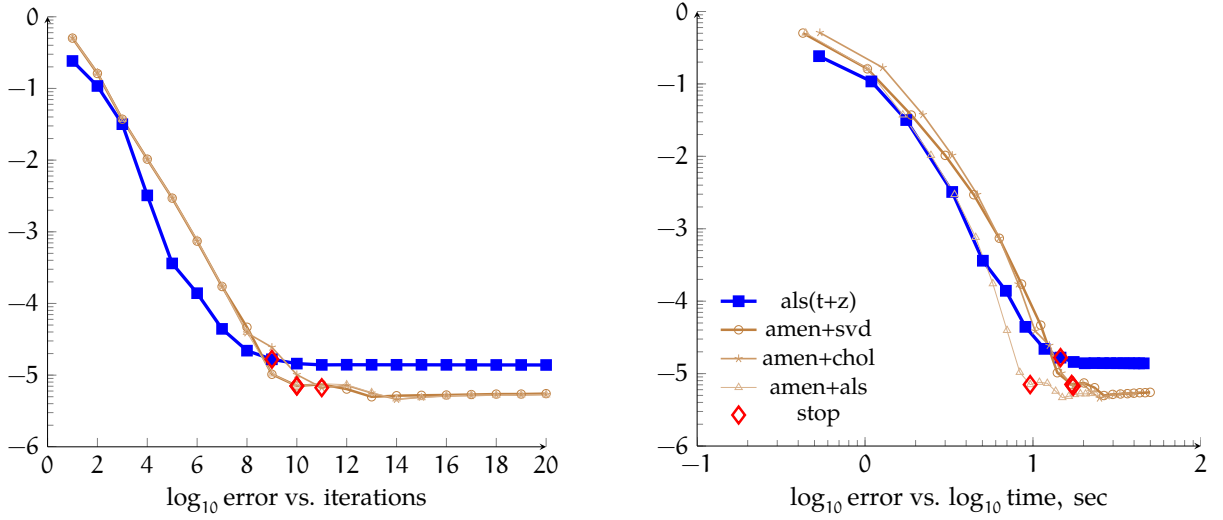 0
−1
−2
−3
−4
−5
−6
0 2 4 6 8 10 12 14 16 18 20
log10 error vs. iterations
0
−1
−2
−3
−4
−5
−6
als(t+z)
amen+svd
amen+chol
amen+als
stop
−1 0 1 2
log10 error vs. log10 time, sec